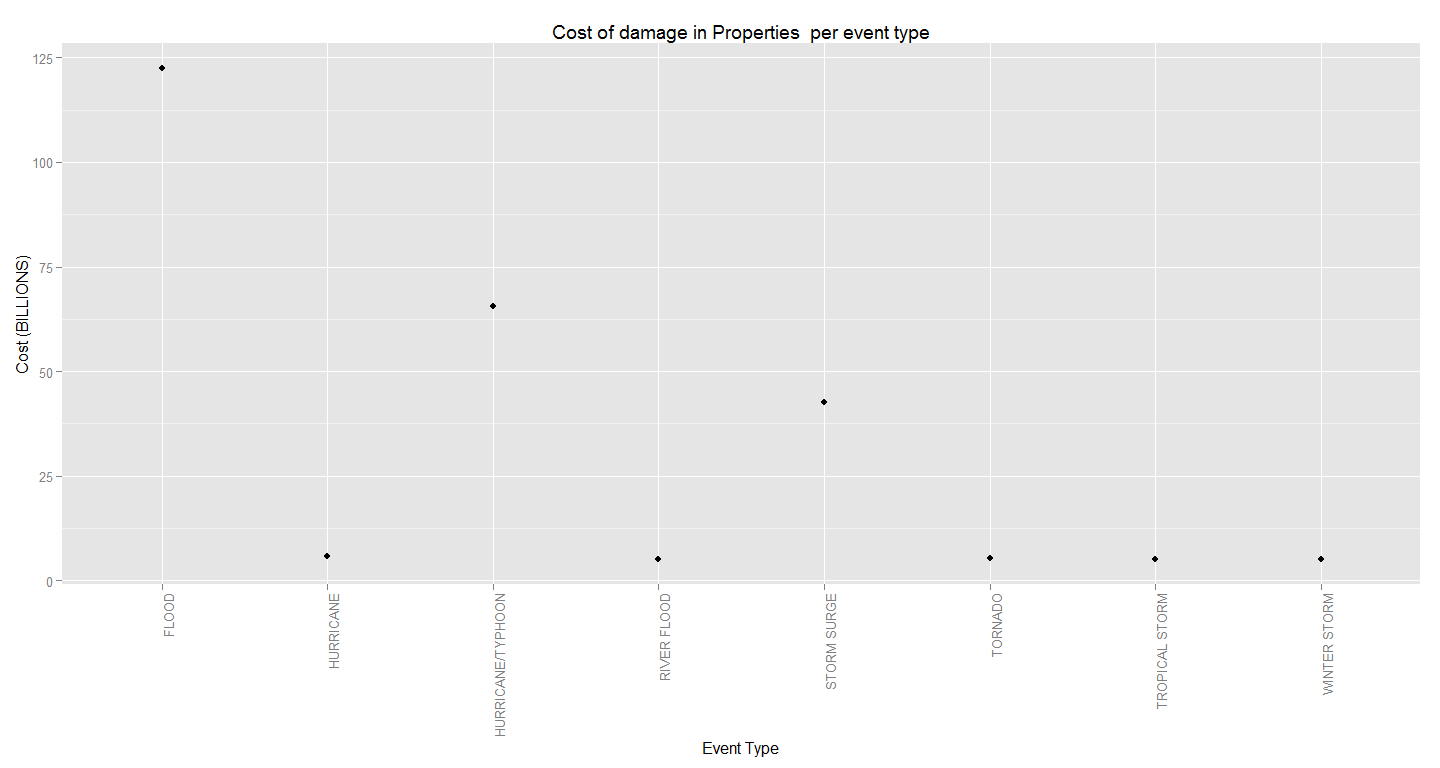 Cost of damage in Properties  per event type
Cost (BILLIONS)
125
100
75
50
25
0
FLOOD
HURRICANE
HURRICANE/TYPHOON
RIVER FLOOD
STORM SURGE
TORNADO
TROPICAL STORM
WINTER STORM
Event Type